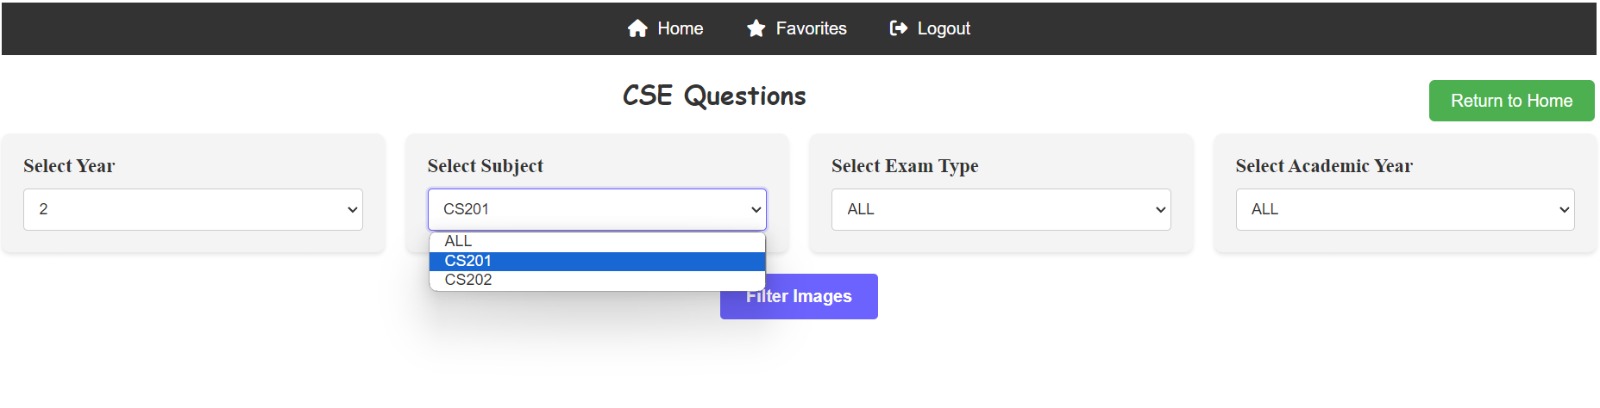 Home Favorites Logout
CSE Questions
Return to Home
Select Year
2
Select Subject
CS201
ALL
CS201
CS202
Select Exam Type
ALL
Select Academic Year
ALL
Filter Images